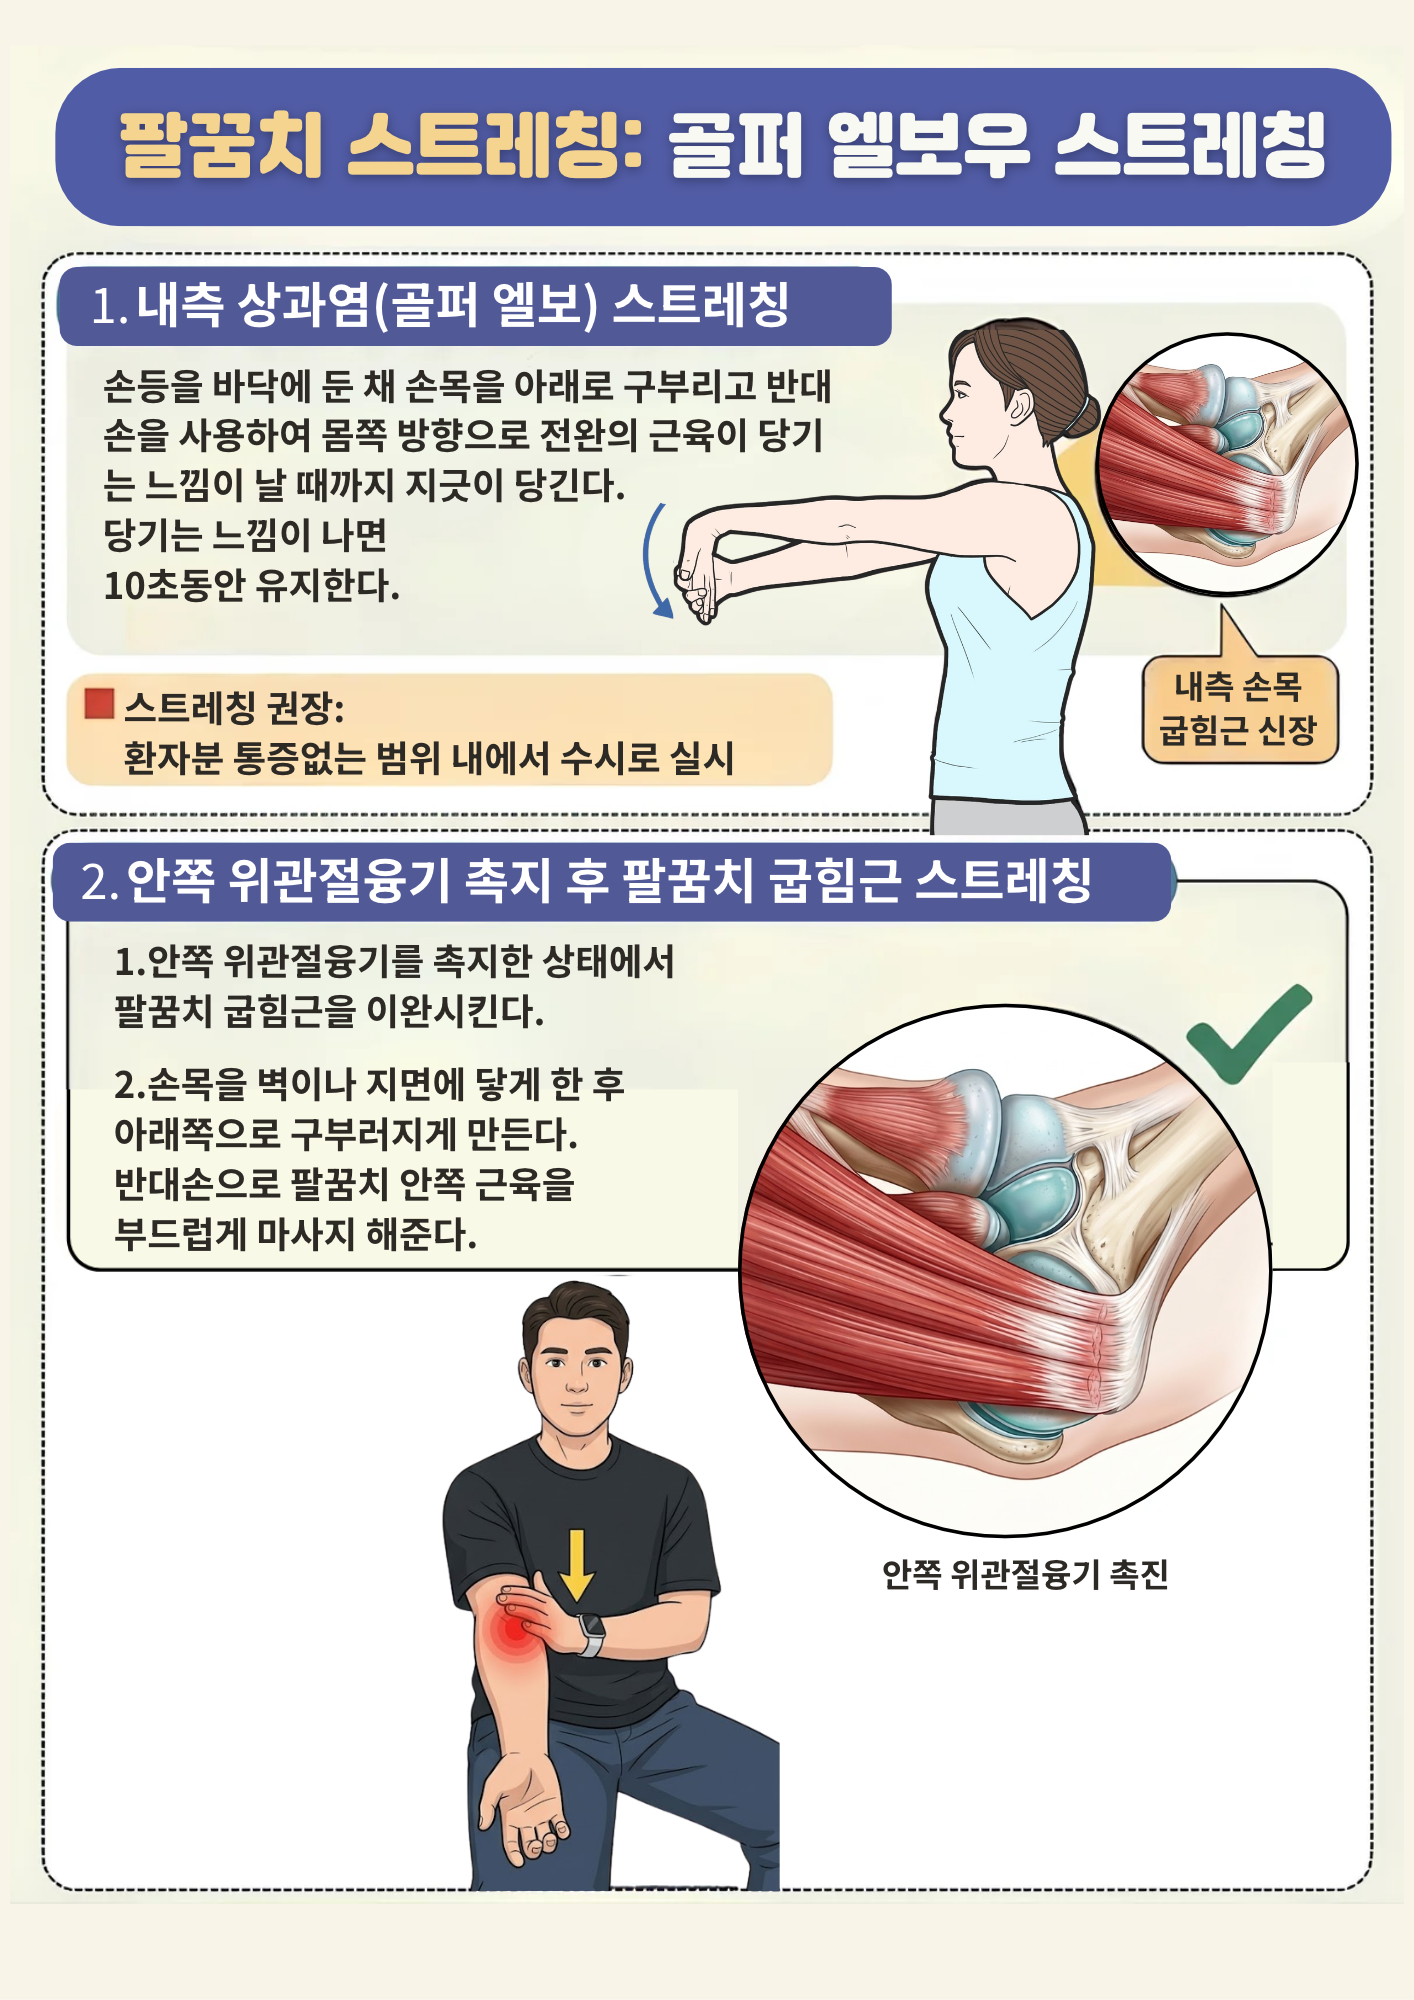 팔꿈치 스트레칭: 골퍼 엘보우 스트레칭
1. 내측 상과염(골퍼 엘보) 스트레칭
손등을 바닥에 둔 채 손목을 아래로 구부리고 반대
손을 사용하여 몸쪽 방향으로 전완의 근육이 당기
는 느낌이 날 때까지 지긋이 당긴다.
당기는 느낌이 나면
10초동안 유지한다.
스트레칭 권장:
환자분 통증없는 범위 내에서 수시로 실시
내측 손목
굽힘근 신장
2. 안쪽 위관절융기 촉지 후 팔꿈치 굽힘근 스트레칭
1.안쪽 위관절융기를 촉지한 상태에서
팔꿈치 굽힘근을 이완시킨다.
2.손목을 벽이나 지면에 닿게 한 후
아래쪽으로 구부러지게 만든다.
반대손으로 팔꿈치 안쪽 근육을
부드럽게 마사지 해준다.
안쪽 위관절융기 촉진